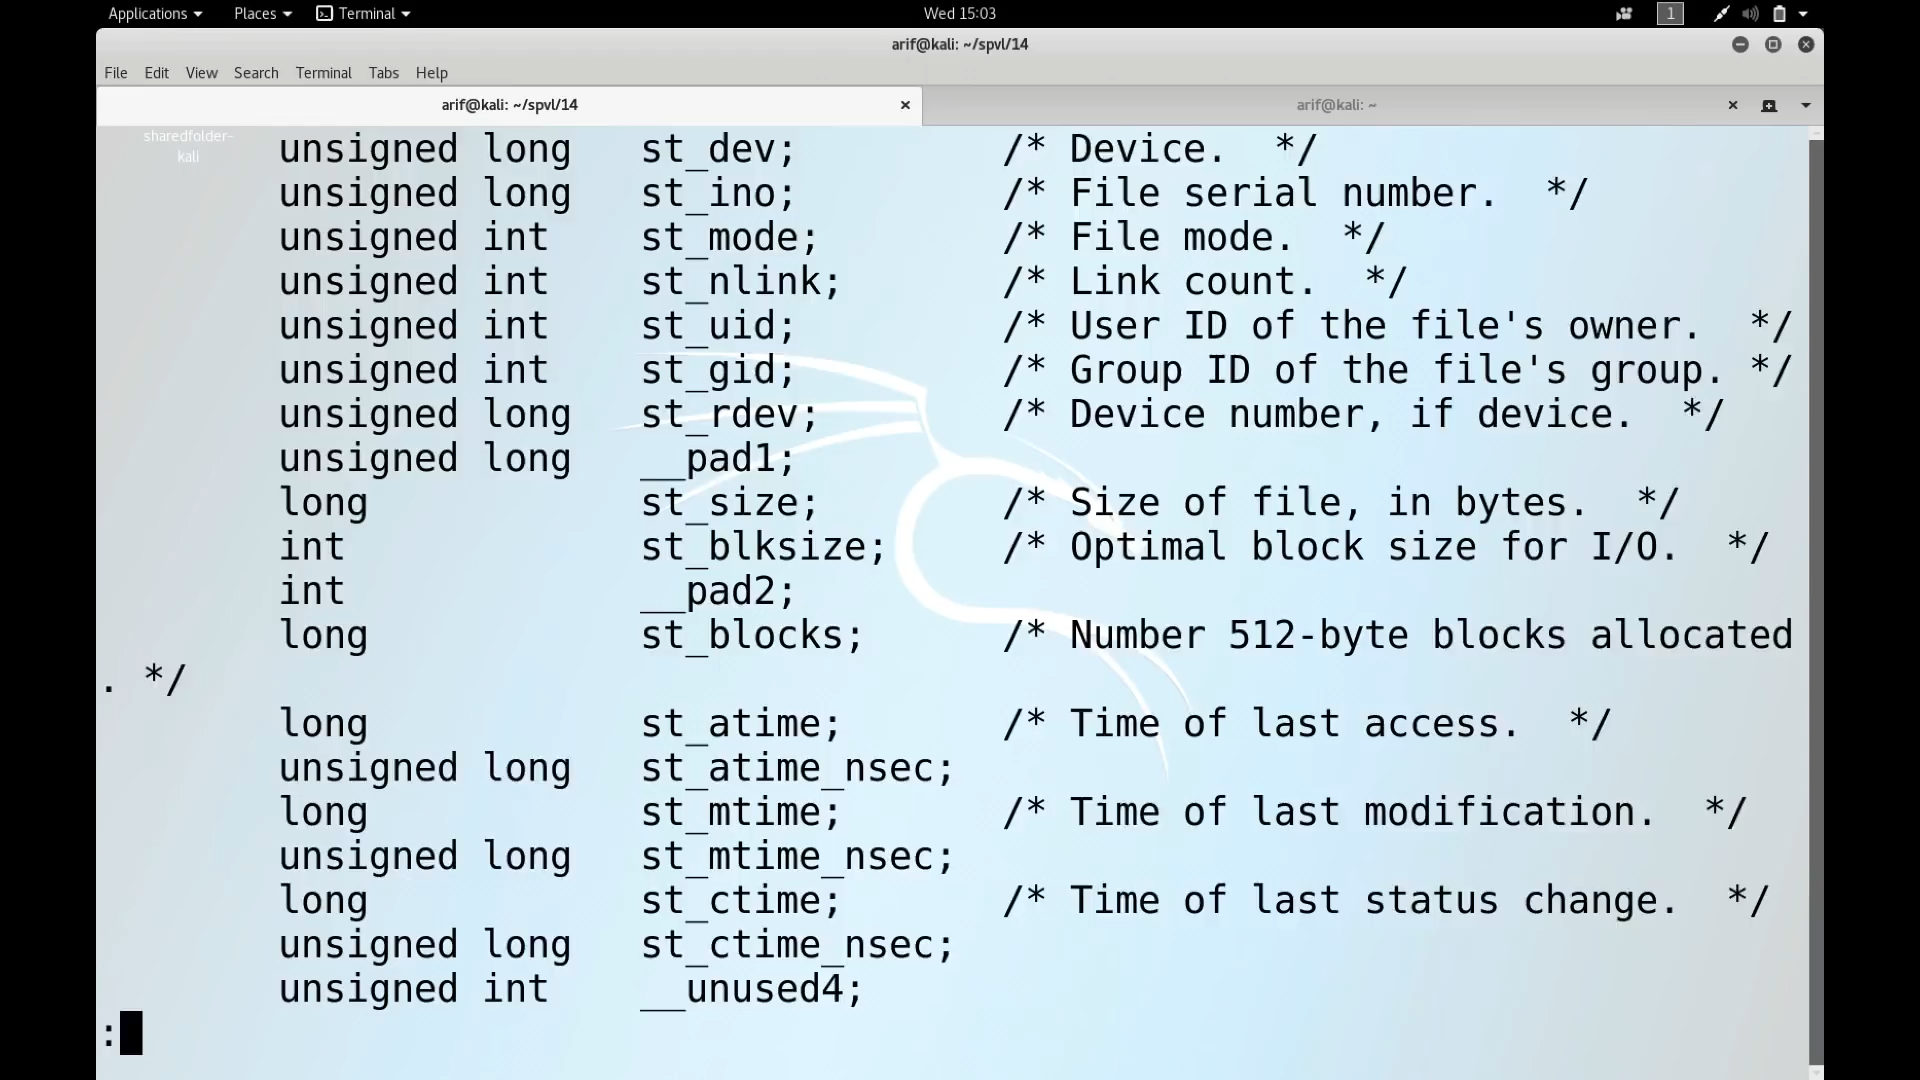 Applications Places Terminal Wed 15:03 1
arif@kali: ~/spvl/14
File Edit View Search Terminal Tabs Help
arif@kali: ~/spvl/14 arif@kali: ~
sharedfolder-
kali
unsigned long st_dev; /* Device. */
unsigned long st_ino; /* File serial number. */
unsigned int st_mode; /* File mode. */
unsigned int st_nlink; /* Link count. */
unsigned int st_uid; /* User ID of the file's owner. */
unsigned int st_gid; /* Group ID of the file's group. */
unsigned long st_rdev; /* Device number, if device. */
unsigned long __pad1;
long st_size; /* Size of file, in bytes. */
int st_blksize; /* Optimal block size for I/O. */
int __pad2;
long st_blocks; /* Number 512-byte blocks allocated
. */
long st_atime; /* Time of last access. */
unsigned long st_atime_nsec;
long st_mtime; /* Time of last modification. */
unsigned long st_mtime_nsec;
long st_ctime; /* Time of last status change. */
unsigned long st_ctime_nsec;
unsigned int __unused4;
: